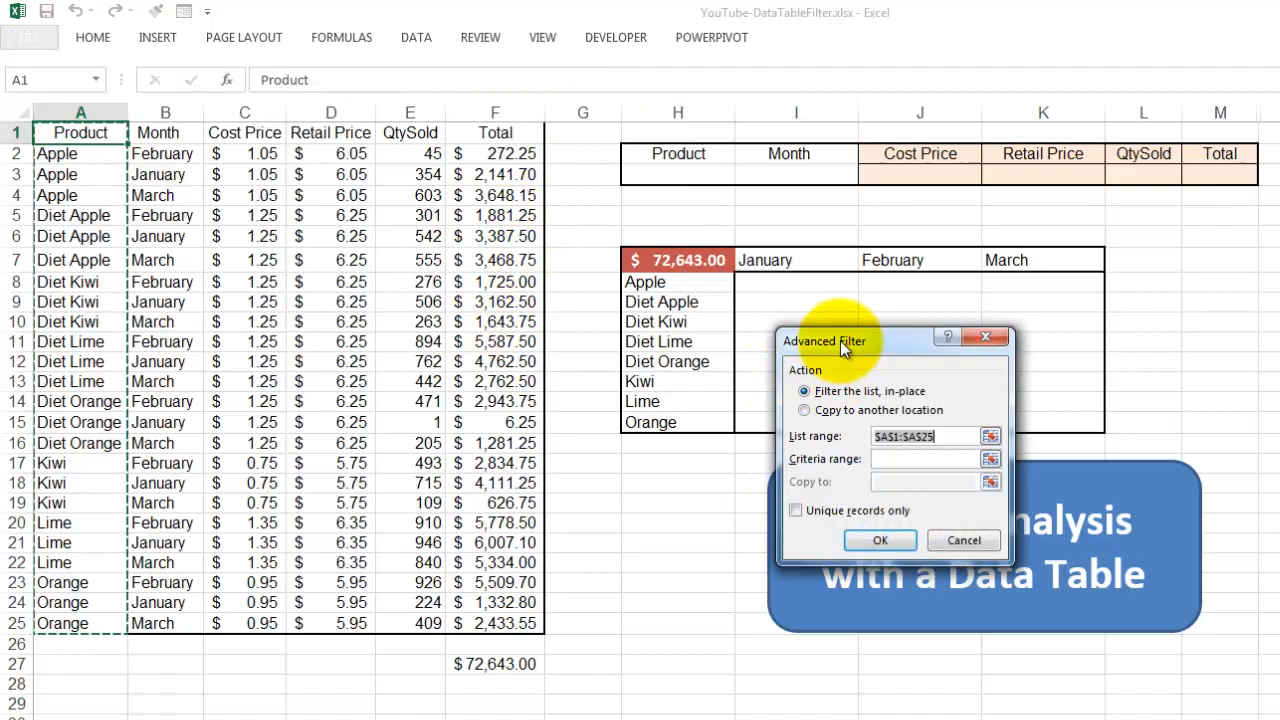 YouTube-DataTableFilter.xlsx - Excel
HOME INSERT PAGE LAYOUT FORMULAS DATA REVIEW VIEW DEVELOPER POWERPIVOT
A1 fx Product
A B C D E F G H I J K L M
1 Product Month Cost Price Retail Price QtySold Total
2 Apple February $ 1.05 $ 6.05 45 $ 272.25 Product Month Cost Price Retail Price QtySold Total
3 Apple January $ 1.05 $ 6.05 354 $ 2,141.70
4 Apple March $ 1.05 $ 6.05 603 $ 3,648.15
5 Diet Apple February $ 1.25 $ 6.25 301 $ 1,881.25
6 Diet Apple January $ 1.25 $ 6.25 542 $ 3,387.50
7 Diet Apple March $ 1.25 $ 6.25 555 $ 3,468.75 $ 72,643.00 January February March
8 Diet Kiwi February $ 1.25 $ 6.25 276 $ 1,725.00 Apple
9 Diet Kiwi January $ 1.25 $ 6.25 506 $ 3,162.50 Diet Apple
10 Diet Kiwi March $ 1.25 $ 6.25 263 $ 1,643.75 Diet Kiwi
11 Diet Lime February $ 1.25 $ 6.25 894 $ 5,587.50 Diet Lime
12 Diet Lime January $ 1.25 $ 6.25 762 $ 4,762.50 Diet Orange
13 Diet Lime March $ 1.25 $ 6.25 442 $ 2,762.50 Kiwi
14 Diet Orange February $ 1.25 $ 6.25 471 $ 2,943.75 Lime
15 Diet Orange January $ 1.25 $ 6.25 1 $ 6.25 Orange
16 Diet Orange March $ 1.25 $ 6.25 205 $ 1,281.25
17 Kiwi February $ 0.75 $ 5.75 493 $ 2,834.75
18 Kiwi January $ 0.75 $ 5.75 715 $ 4,111.25
19 Kiwi March $ 0.75 $ 5.75 109 $ 626.75
20 Lime February $ 1.35 $ 6.35 910 $ 5,778.50
21 Lime January $ 1.35 $ 6.35 946 $ 6,007.10
22 Lime March $ 1.35 $ 6.35 840 $ 5,334.00
23 Orange February $ 0.95 $ 5.95 926 $ 5,509.70
24 Orange January $ 0.95 $ 5.95 224 $ 1,332.80
25 Orange March $ 0.95 $ 5.95 409 $ 2,433.55
26
27 $ 72,643.00
28
29
Advanced Filter
Action
Filter the list, in-place
Copy to another location
List range: $A$1:$A$25
Criteria range:
Copy to:
Unique records only
OK Cancel
with a Data Table